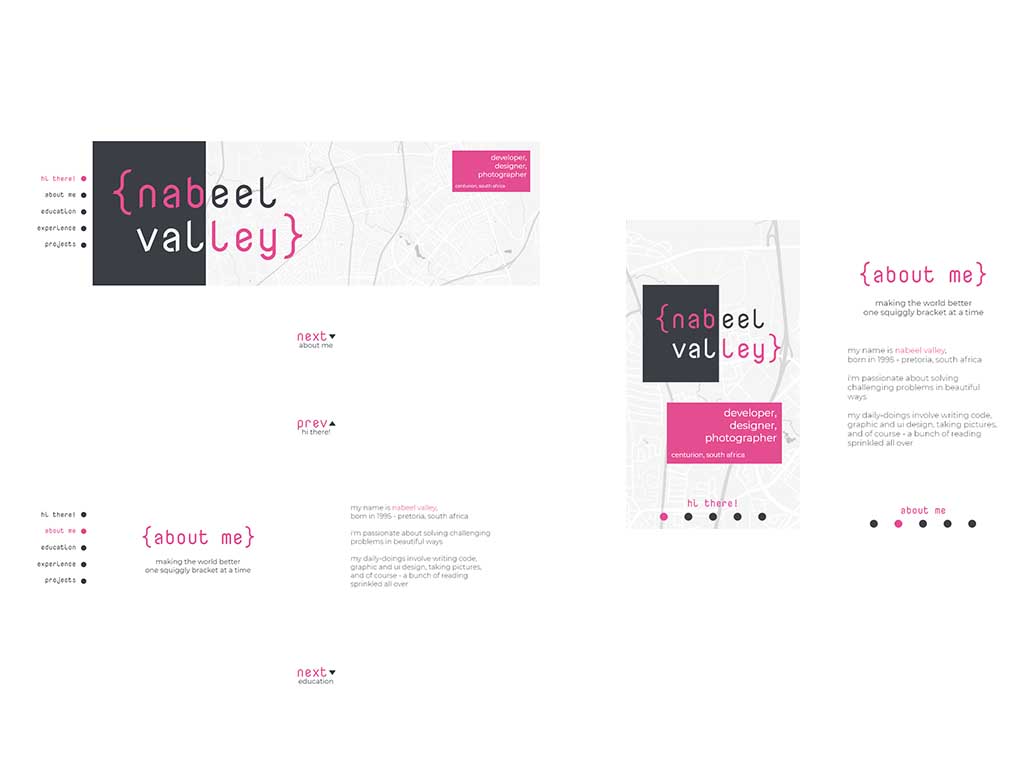 hi there!
about me
education
experience
projects
{nabeel
valley}
developer,
designer,
photographer
centurion, south africa
next
about me
prev
hi there!
hi there!
about me
education
experience
projects
{about me}
making the world better
one squiggly bracket at a time
my name is nabeel valley,
born in 1995 - pretoria, south africa
i'm passionate about solving challenging
problems in beautiful ways
my daily-doings involve writing code,
graphic and ui design, taking pictures,
and of course - a bunch of reading
sprinkled all over
next
education
{nabeel
valley}
developer,
designer,
photographer
centurion, south africa
hi there!
{about me}
making the world better
one squiggly bracket at a time
my name is nabeel valley,
born in 1995 - pretoria, south africa
i'm passionate about solving
challenging problems in beautiful
ways
my daily-doings involve writing code,
graphic and ui design, taking pictures,
and of course - a bunch of reading
sprinkled all over
about me